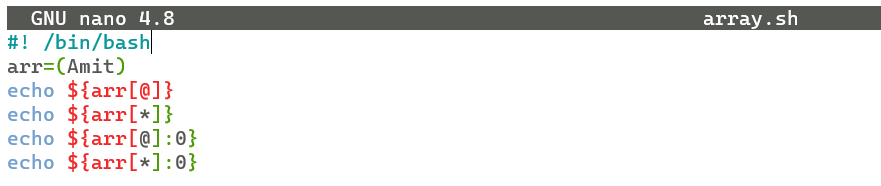 GNU nano 4.8 array.sh
#! /bin/bash
arr=(Amit)
echo ${arr[@]}
echo ${arr[*]}
echo ${arr[@]:0}
echo ${arr[*]:0}